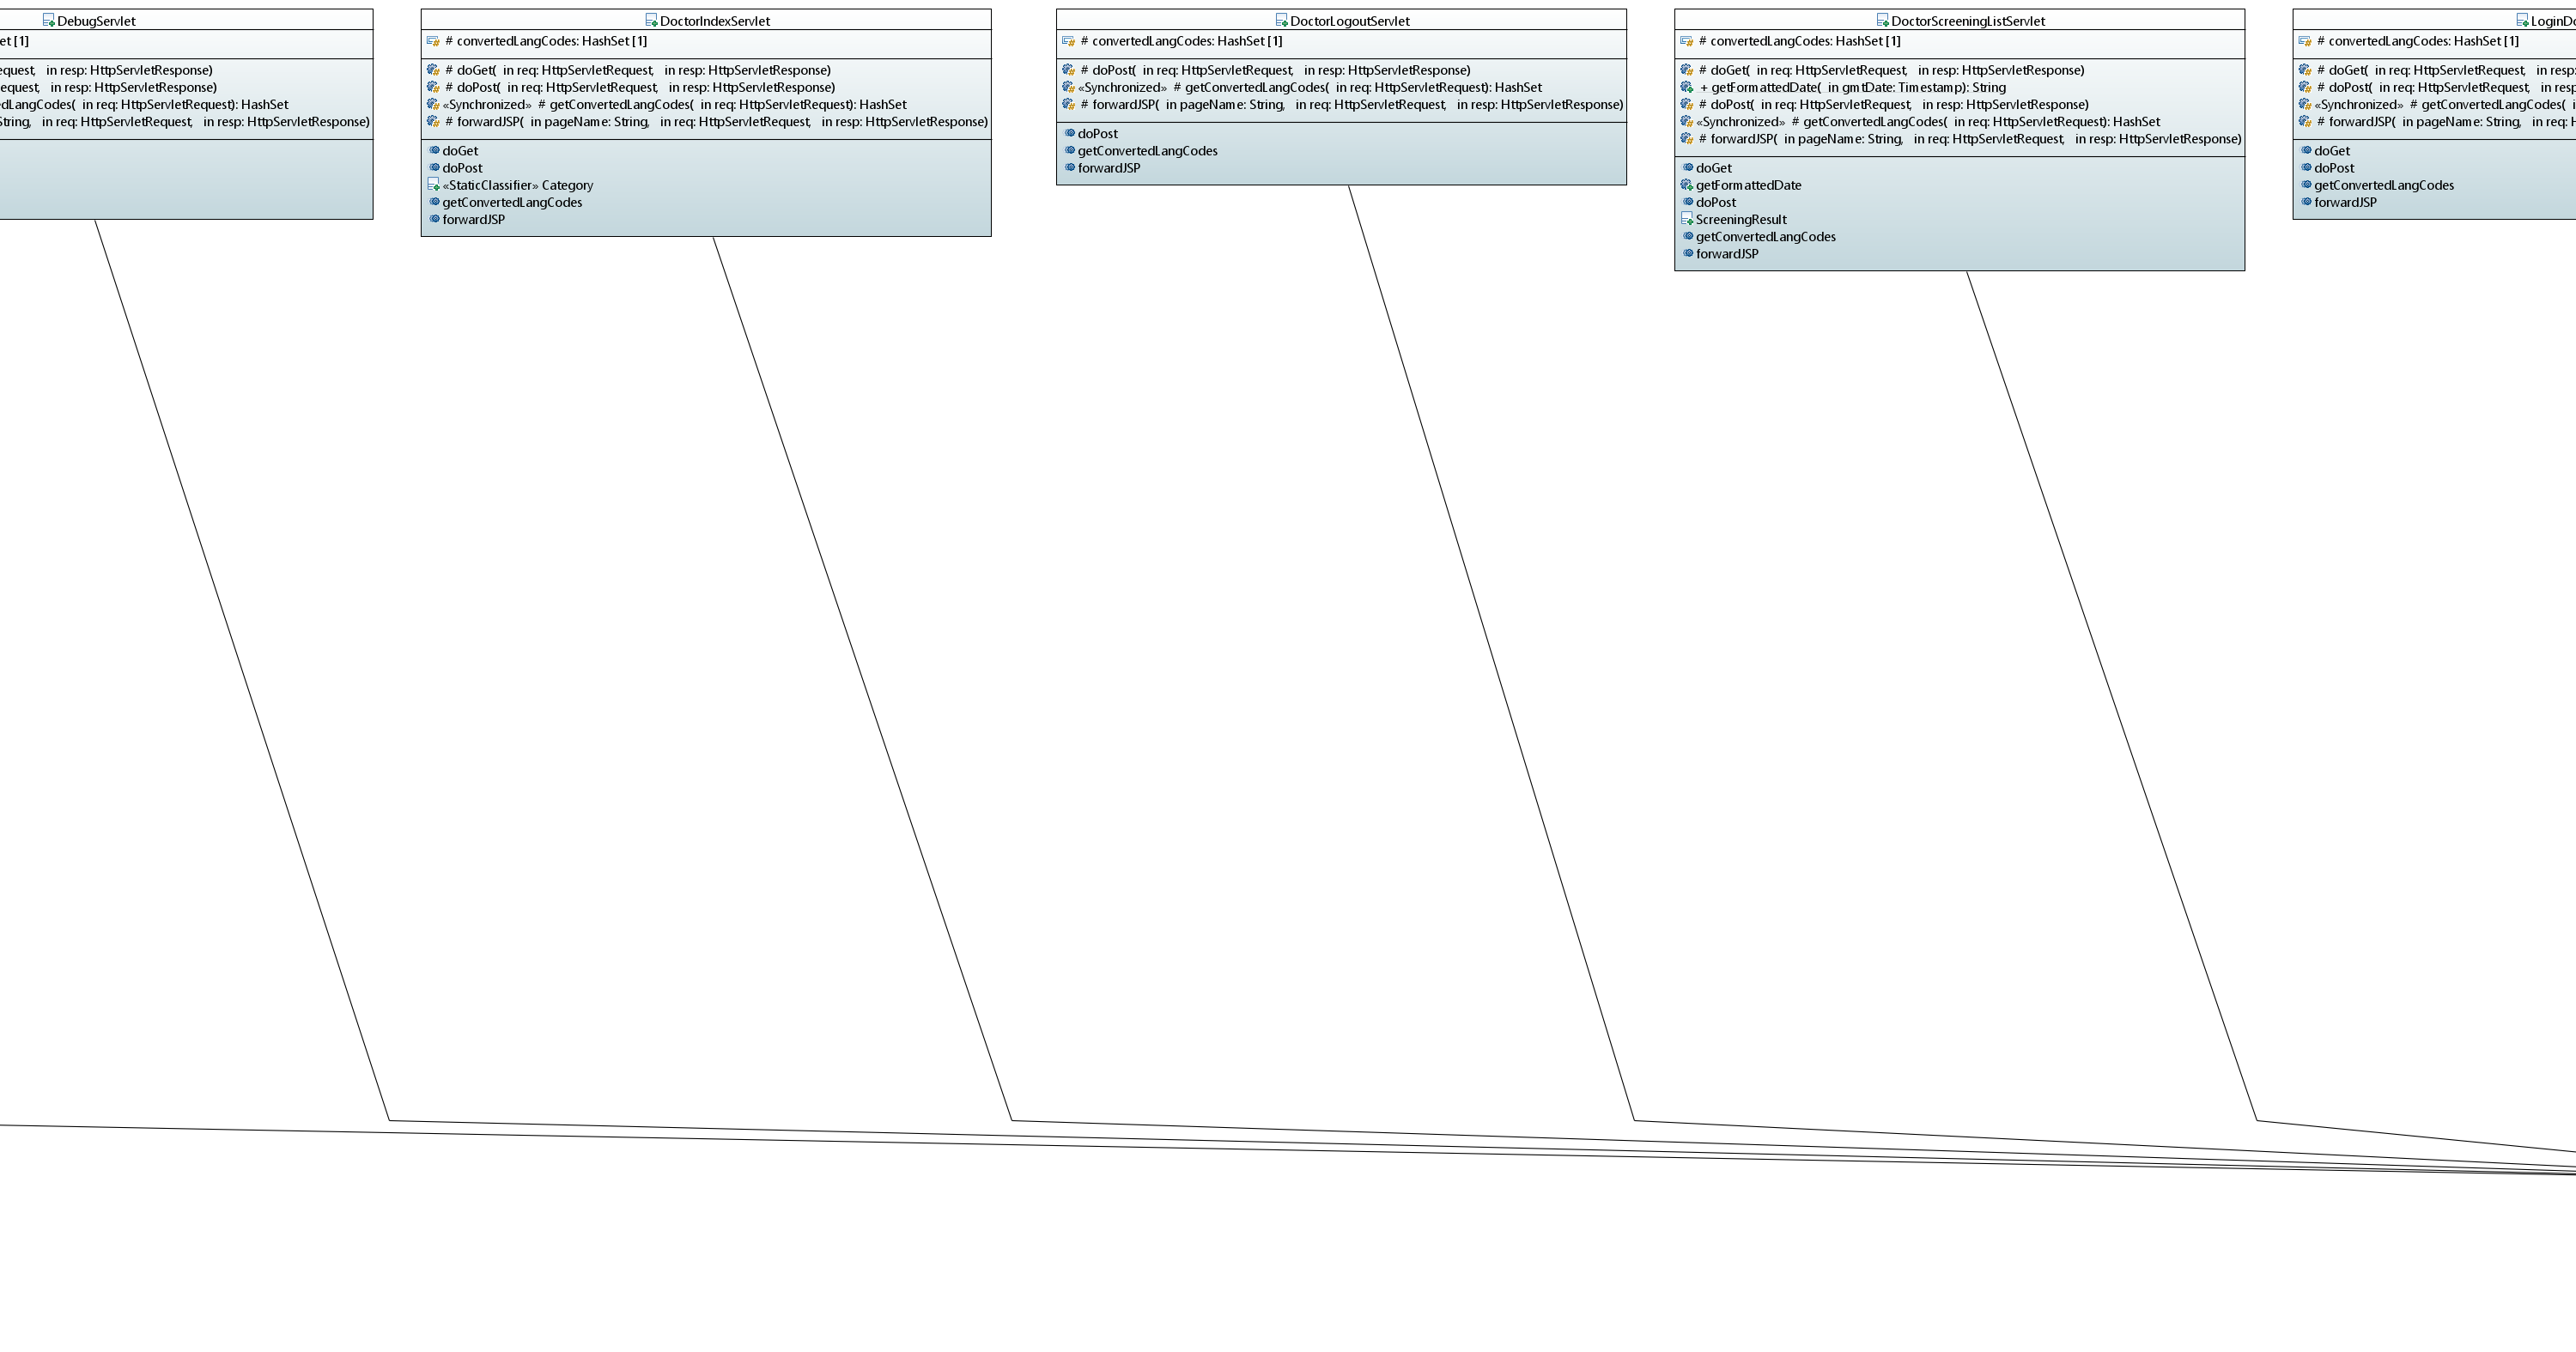 DebugServlet
et [1]
equest,   in resp: HttpServletResponse)
equest,   in resp: HttpServletResponse)
edLangCodes(  in req: HttpServletRequest): HashSet
String,   in req: HttpServletRequest,   in resp: HttpServletResponse)
DoctorIndexServlet
# convertedLangCodes: HashSet [1]
# doGet(  in req: HttpServletRequest,   in resp: HttpServletResponse)
# doPost(  in req: HttpServletRequest,   in resp: HttpServletResponse)
«Synchronized»  # getConvertedLangCodes(  in req: HttpServletRequest): HashSet
# forwardJSP(  in pageName: String,   in req: HttpServletRequest,   in resp: HttpServletResponse)
doGet
doPost
«StaticClassifier» Category
getConvertedLangCodes
forwardJSP
DoctorLogoutServlet
# convertedLangCodes: HashSet [1]
# doPost(  in req: HttpServletRequest,   in resp: HttpServletResponse)
«Synchronized»  # getConvertedLangCodes(  in req: HttpServletRequest): HashSet
# forwardJSP(  in pageName: String,   in req: HttpServletRequest,   in resp: HttpServletResponse)
doPost
getConvertedLangCodes
forwardJSP
DoctorScreeningListServlet
# convertedLangCodes: HashSet [1]
# doGet(  in req: HttpServletRequest,   in resp: HttpServletResponse)
+ getFormattedDate(  in gmtDate: Timestamp): String
# doPost(  in req: HttpServletRequest,   in resp: HttpServletResponse)
«Synchronized»  # getConvertedLangCodes(  in req: HttpServletRequest): HashSet
# forwardJSP(  in pageName: String,   in req: HttpServletRequest,   in resp: HttpServletResponse)
doGet
getFormattedDate
doPost
ScreeningResult
getConvertedLangCodes
forwardJSP
LoginDo
# convertedLangCodes: HashSet [1]
# doGet(  in req: HttpServletRequest,   in resp:
# doPost(  in req: HttpServletRequest,   in resp
«Synchronized»  # getConvertedLangCodes(  i
# forwardJSP(  in pageName: String,   in req: H
doGet
doPost
getConvertedLangCodes
forwardJSP